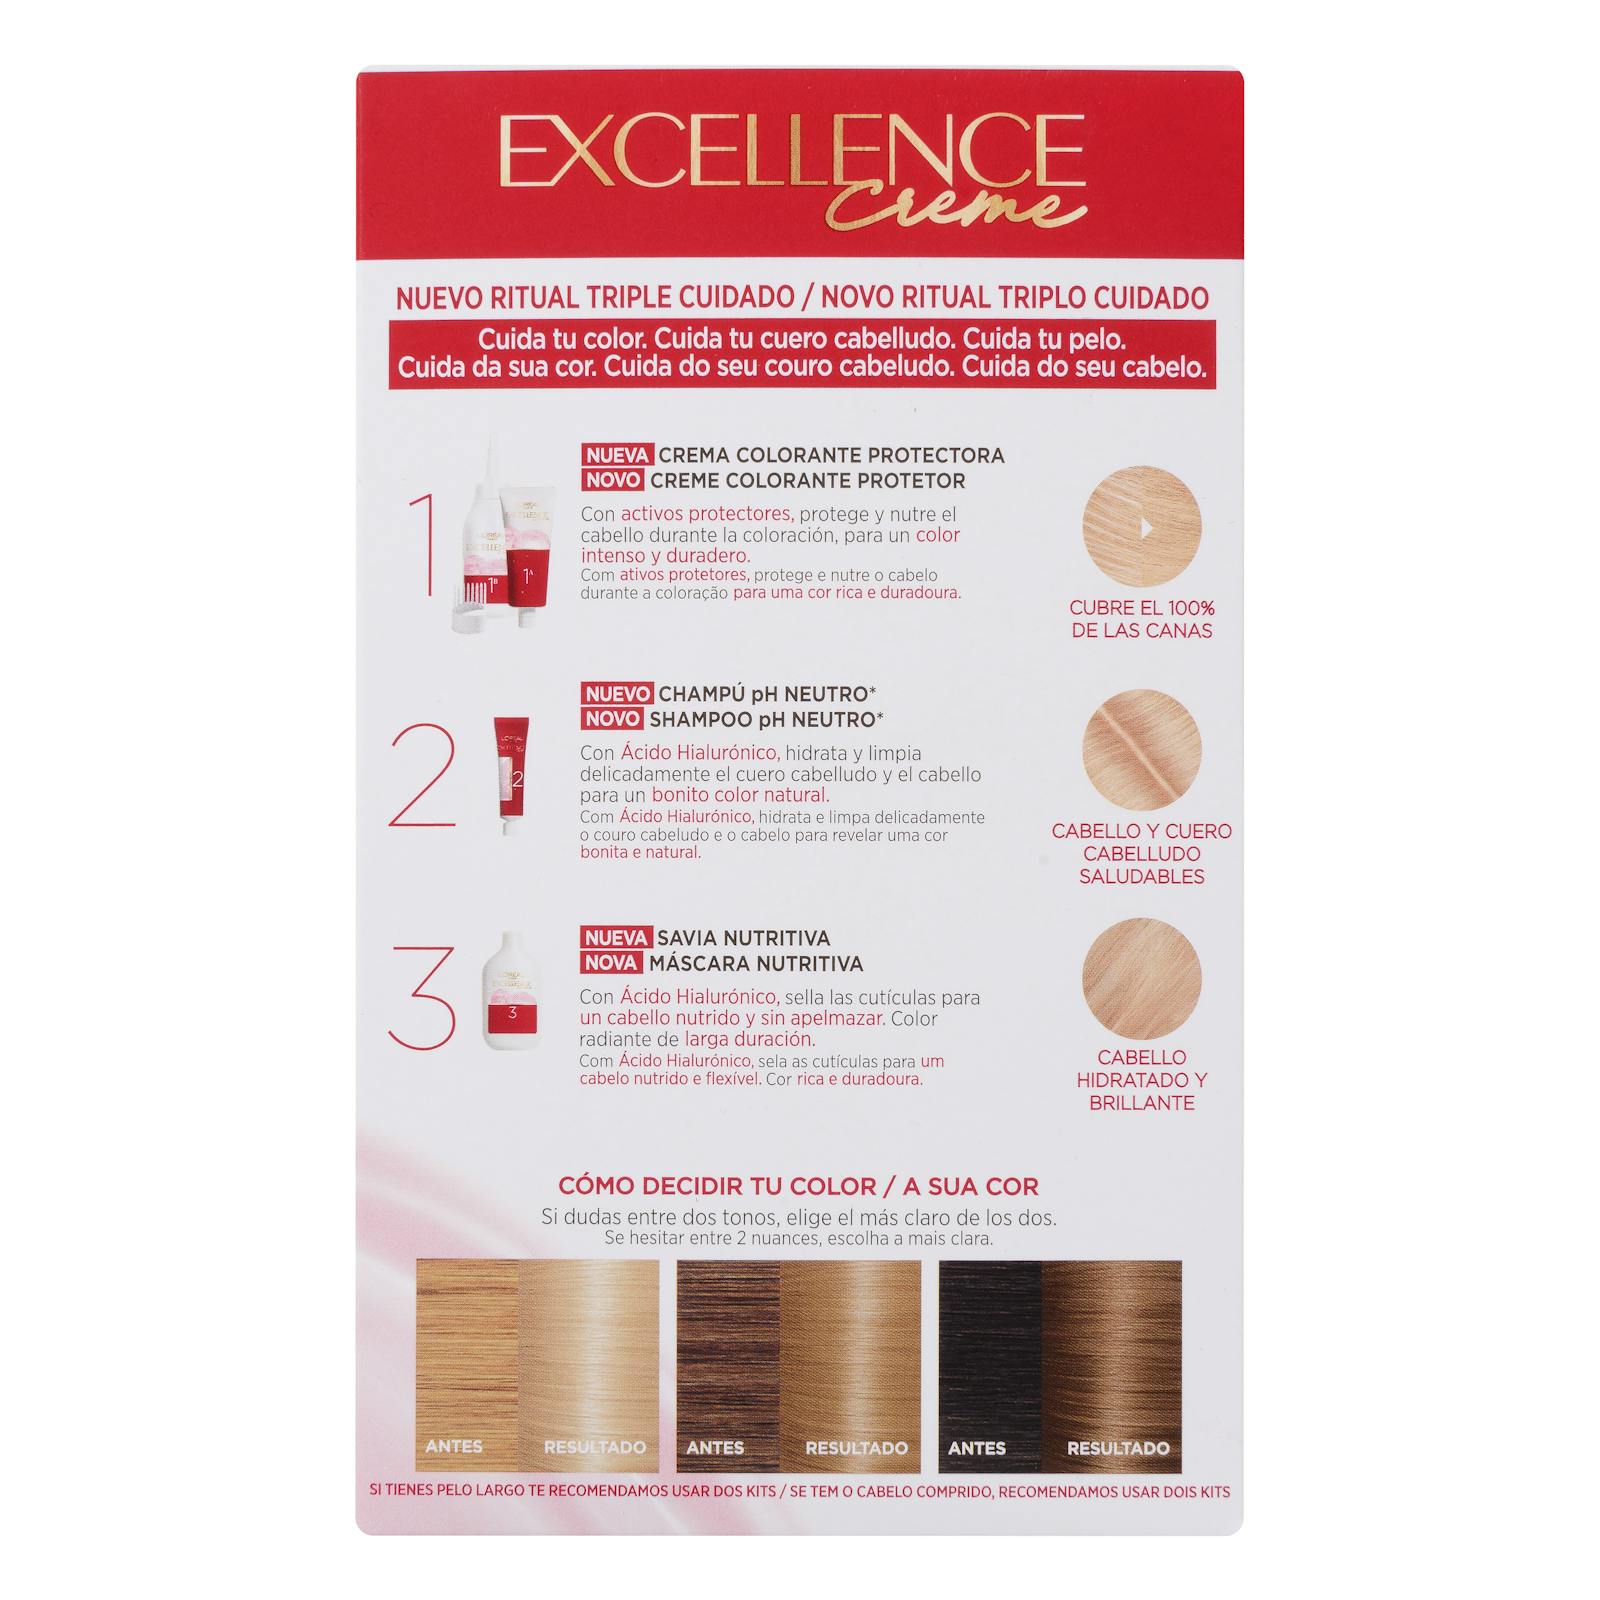 EXCELLENCE
Creme
NUEVO RITUAL TRIPLE CUIDADO / NOVO RITUAL TRIPLO CUIDADO
Cuida tu color. Cuida tu cuero cabelludo. Cuida tu pelo.
Cuida da sua cor. Cuida do seu couro cabeludo. Cuida do seu cabelo.
1
L'ORÉAL
EXCELLENCE
1B
1A
NUEVA CREMA COLORANTE PROTECTORA
NOVO CREME COLORANTE PROTETOR
Con activos protectores, protege y nutre el
cabello durante la coloración, para un color
intenso y duradero.
Com ativos protetores, protege e nutre o cabelo
durante a coloração para uma cor rica e duradoura.
CUBRE EL 100%
DE LAS CANAS
2
2
NUEVO CHAMPÚ pH NEUTRO*
NOVO SHAMPOO pH NEUTRO*
Con Ácido Hialurónico, hidrata y limpia
delicadamente el cuero cabelludo y el cabello
para un bonito color natural.
Com Ácido Hialurónico, hidrata e limpa delicadamente
o couro cabeludo e o cabelo para revelar uma cor
bonita e natural.
CABELLO Y CUERO
CABELLUDO
SALUDABLES
3
L'ORÉAL
EXCELLENCE
3
NUEVA SAVIA NUTRITIVA
NOVA MÁSCARA NUTRITIVA
Con Ácido Hialurónico, sella las cutículas para
un cabello nutrido y sin apelmazar. Color
radiante de larga duración.
Com Ácido Hialurónico, sela as cutículas para um
cabelo nutrido e flexível. Cor rica e duradoura.
CABELLO
HIDRATADO Y
BRILLANTE
CÓMO DECIDIR TU COLOR / A SUA COR
Si dudas entre dos tonos, elige el más claro de los dos.
Se hesitar entre 2 nuances, escolha a mais clara.
ANTES RESULTADO ANTES RESULTADO ANTES RESULTADO
SI TIENES PELO LARGO TE RECOMENDAMOS USAR DOS KITS / SE TEM O CABELO COMPRIDO, RECOMENDAMOS USAR DOIS KITS